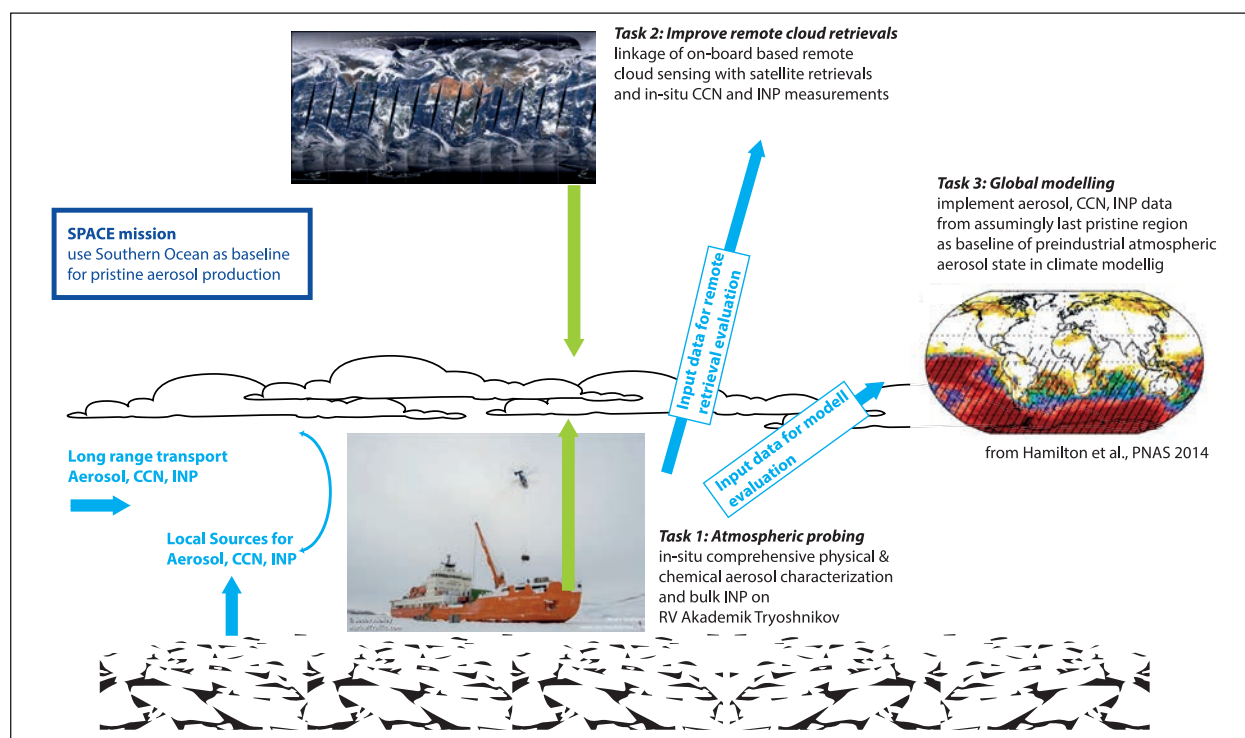 Task 2: Improve remote cloud retrievals
linkage of on-board based remote
cloud sensing with satellite retrievals
and in-situ CCN and INP measurements
Task 3: Global modelling
implement aerosol, CCN, INP data
from assumingly last pristine region
as baseline of preindustrial atmospheric
aerosol state in climate modellig
SPACE mission
use Southern Ocean as baseline
for pristine aerosol production
Input data for remote
retrieval evaluation
Input data for modell
evaluation
from Hamilton et al., PNAS 2014
Long range transport
Aerosol, CCN, INP
Local Sources for
Aerosol, CCN, INP
Task 1: Atmospheric probing
in-situ comprehensive physical &
chemical aerosol characterization
and bulk INP on
RV Akademik Tryoshnikov